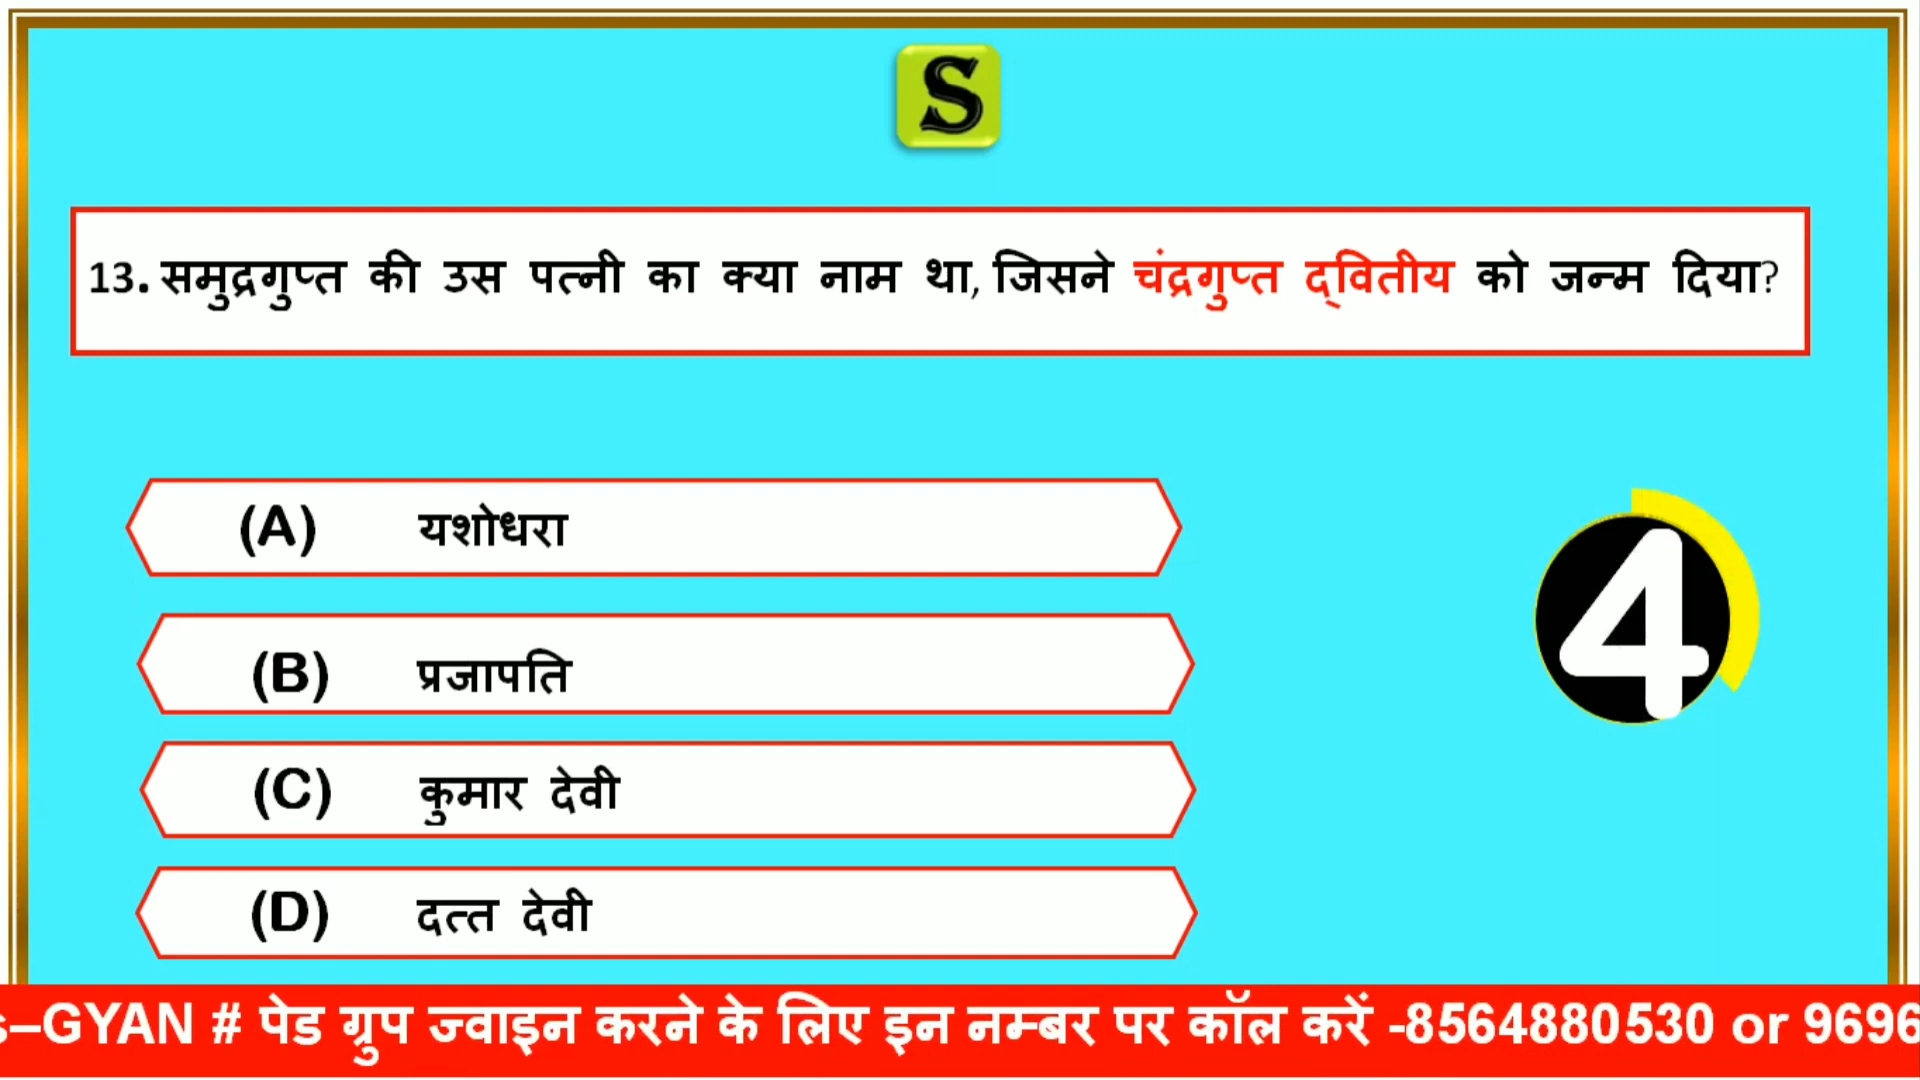 S
13. समुद्रगुप्त की उस पत्नी का क्या नाम था, जिसने चंद्रगुप्त द्वितीय को जन्म दिया?
(A) यशोधरा
(B) प्रजापति
4
(C) कुमार देवी
(D) दत्त देवी
s–GYAN # पेड ग्रुप ज्वाइन करने के लिए इन नम्बर पर कॉल करें -8564880530 or 9696